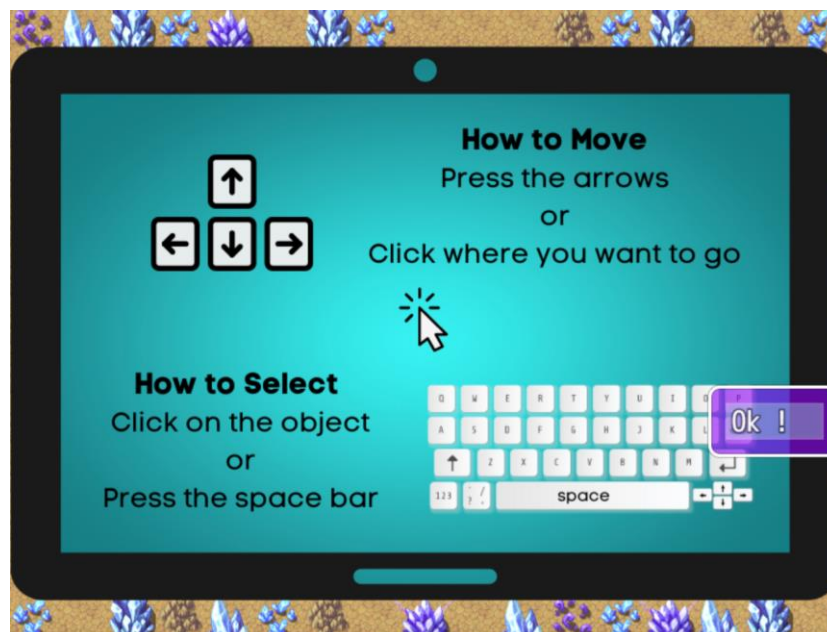 How to Move
Press the arrows
or
Click where you want to go
How to Select
Click on the object
or
Press the space bar
Q W E R T Y U I O P
A S D F G H J K L
Z X C V B N M
123 ? / .
space
Ok !